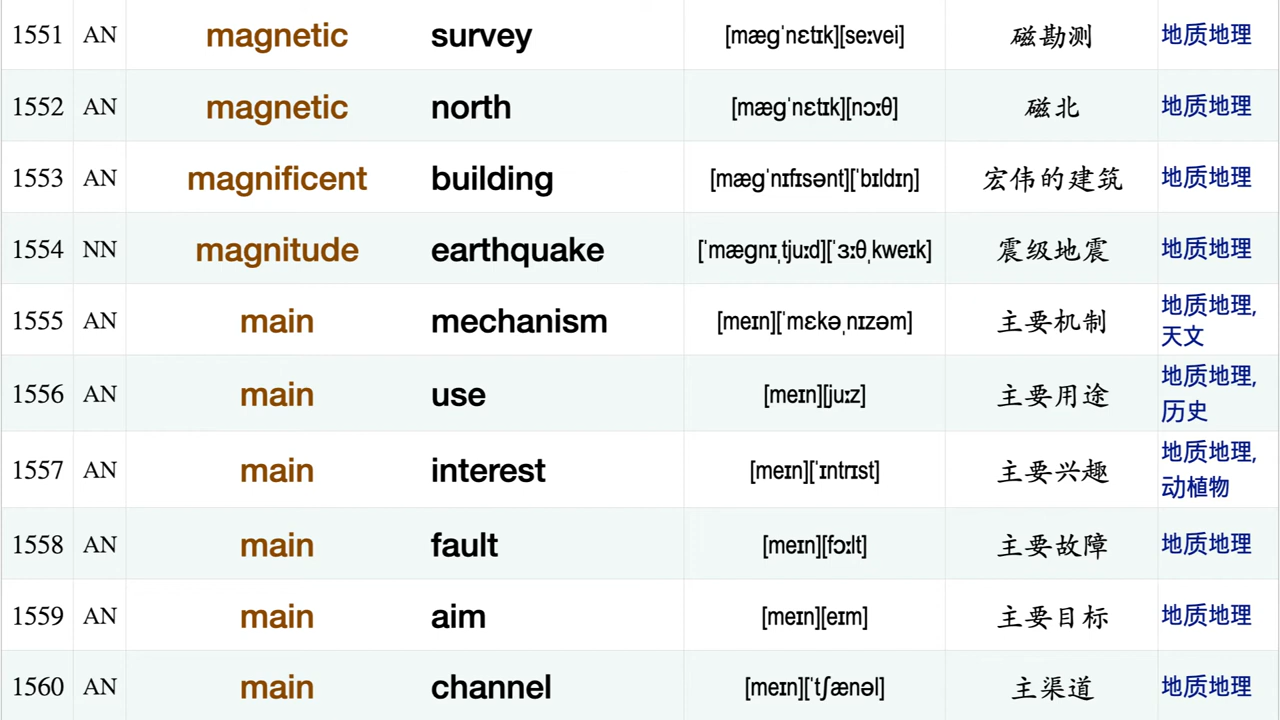 1551 AN magnetic survey [mægˈnɛtɪk][seːvei] 磁勘测 地质地理
1552 AN magnetic north [mægˈnɛtɪk][nɔːθ] 磁北 地质地理
1553 AN magnificent building [mægˈnɪfɪsənt][ˈbɪldɪŋ] 宏伟的建筑 地质地理
1554 NN magnitude earthquake [ˈmægnɪˌtjuːd][ˈɜːθˌkweɪk] 震级地震 地质地理
1555 AN main mechanism [meɪn][ˈmɛkəˌnɪzəm] 主要机制 地质地理,
天文
1556 AN main use [meɪn][juːz] 主要用途 地质地理,
历史
1557 AN main interest [meɪn][ˈɪntrɪst] 主要兴趣 地质地理,
动植物
1558 AN main fault [meɪn][fɔːlt] 主要故障 地质地理
1559 AN main aim [meɪn][eɪm] 主要目标 地质地理
1560 AN main channel [meɪn][ˈtʃænəl] 主渠道 地质地理